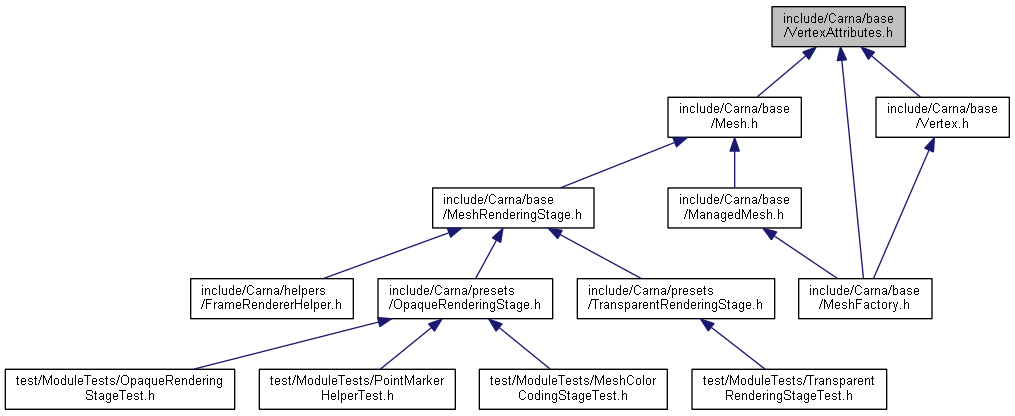 include/Carna/base
/VertexAttributes.h
include/Carna/base
/Mesh.h
include/Carna/base
/Vertex.h
include/Carna/base
/MeshRenderingStage.h
include/Carna/base
/ManagedMesh.h
include/Carna/helpers
/FrameRendererHelper.h
include/Carna/presets
/OpaqueRenderingStage.h
include/Carna/presets
/TransparentRenderingStage.h
include/Carna/base
/MeshFactory.h
test/ModuleTests/OpaqueRendering
StageTest.h
test/ModuleTests/PointMarker
HelperTest.h
test/ModuleTests/MeshColor
CodingStageTest.h
test/ModuleTests/Transparent
RenderingStageTest.h